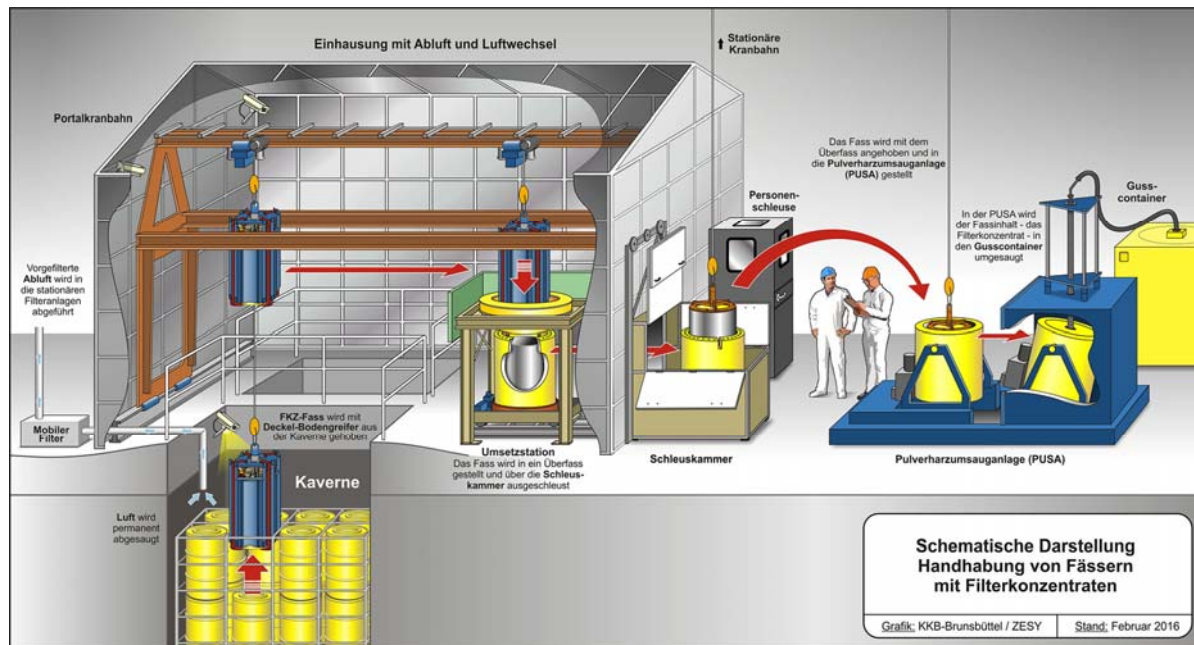 Einhausung mit Abluft und Luftwechsel
Stationäre
Kranbahn
Portalkranbahn
Das Fass wird mit dem
Überfass angehoben und in
die Pulverharzumsauganlage
(PUSA) gestellt
Personen-
schleuse
Guss-
container
In der PUSA wird
der Fassinhalt - das
Filterkonzentrat - in
den Gusscontainer
umgesaugt
Vorgefilterte
Abluft wird in
die stationären
Filteranlagen
abgeführt
Mobiler
Filter
FKZ-Fass wird mit
Deckel-Bodengreifer aus
der Kaverne gehoben
Umsetzstation
Das Fass wird in ein Überfass
gestellt und über die Schleus-
kammer ausgeschleust
Schleuskammer
Pulverharzumsauganlage (PUSA)
Kaverne
Luft wird
permanent
abgesaugt
Schematische Darstellung
Handhabung von Fässern
mit Filterkonzentraten
Grafik: KKB-Brunsbüttel / ZESY
Stand: Februar 2016